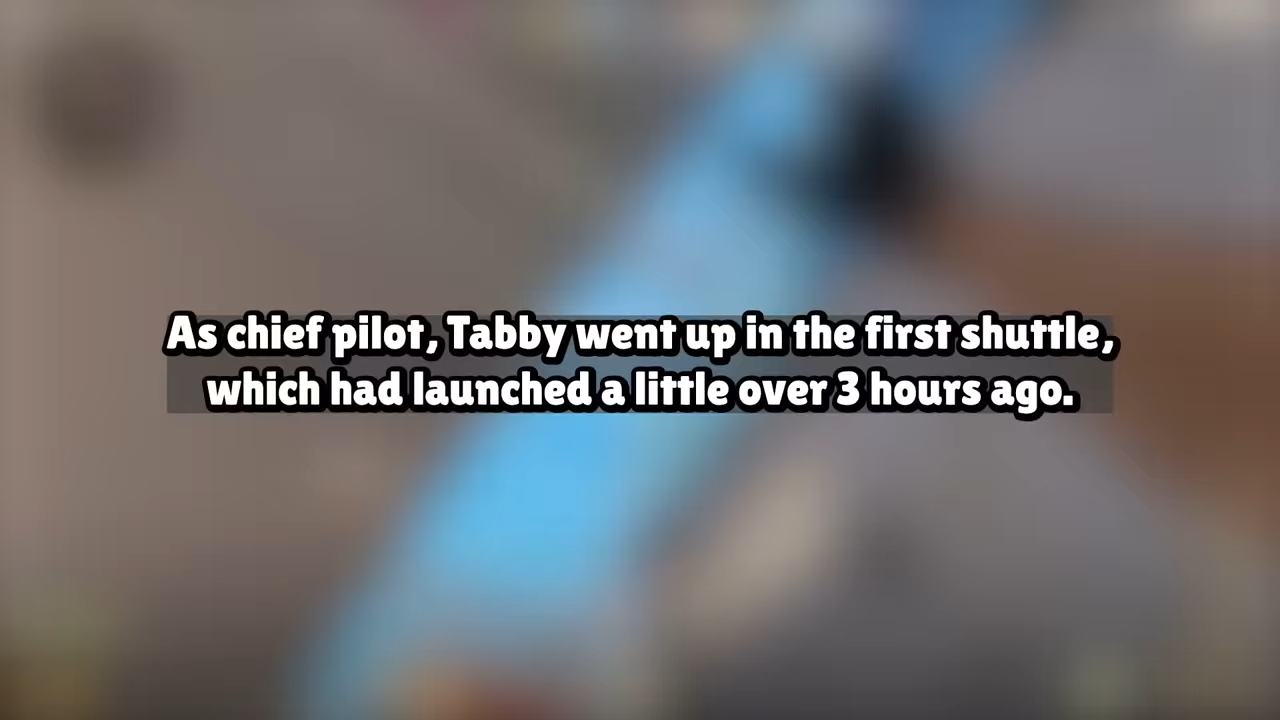 As chief pilot, Tabby went up in the first shuttle,
which had launched a little over 3 hours ago.